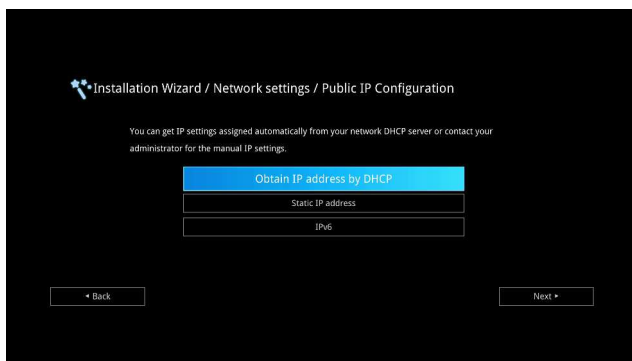 Installation Wizard / Network settings / Public IP Configuration
You can get IP settings assigned automatically from your network DHCP server or contact your
administrator for the manual IP settings.
Obtain IP address by DHCP
Static IP address
IPv6
◂ Back
Next ▸